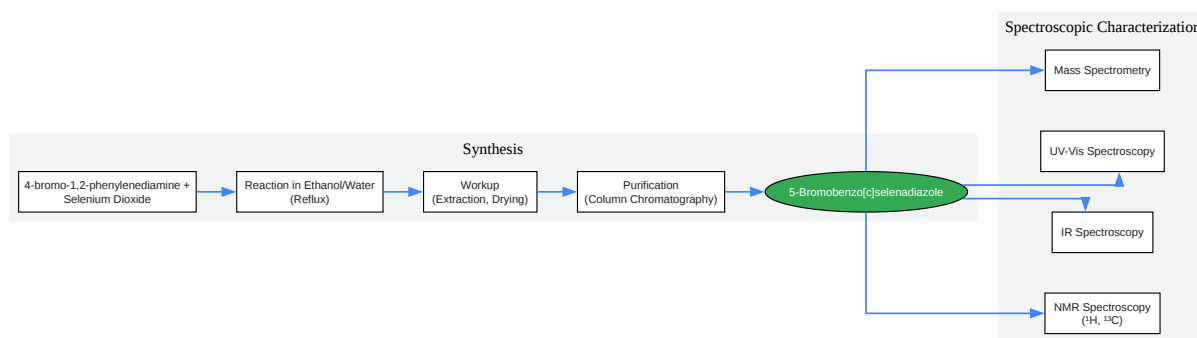 Spectroscopic Characterization
Mass Spectrometry
Synthesis
4-bromo-1,2-phenylenediamine +
Selenium Dioxide
Reaction in Ethanol/Water
(Reflux)
Workup
(Extraction, Drying)
Purification
(Column Chromatography)
5-Bromobenzo[c]selenadiazole
UV-Vis Spectroscopy
IR Spectroscopy
NMR Spectroscopy
(¹H, ¹³C)